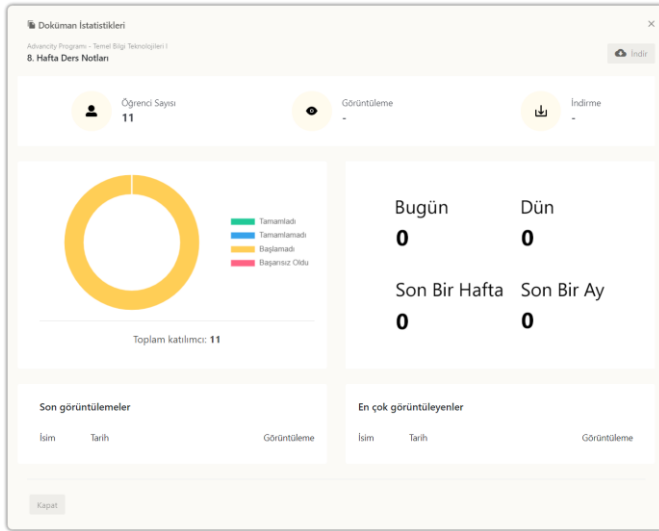 Doküman İstatistikleri
Advancity Programı - Temel Bilgi Teknolojileri I
8. Hafta Ders Notları
İndir
Öğrenci Sayısı
11
Görüntüleme
-
İndirme
-
Tamamladı
Tamamlamadı
Başlamadı
Başarısız Oldu
Toplam katılımcı: 11
Bugün Dün
0 0
Son Bir Hafta Son Bir Ay
0 0
Son görüntülemeler
İsim Tarih Görüntüleme
En çok görüntüleyenler
İsim Tarih Görüntüleme
Kapat